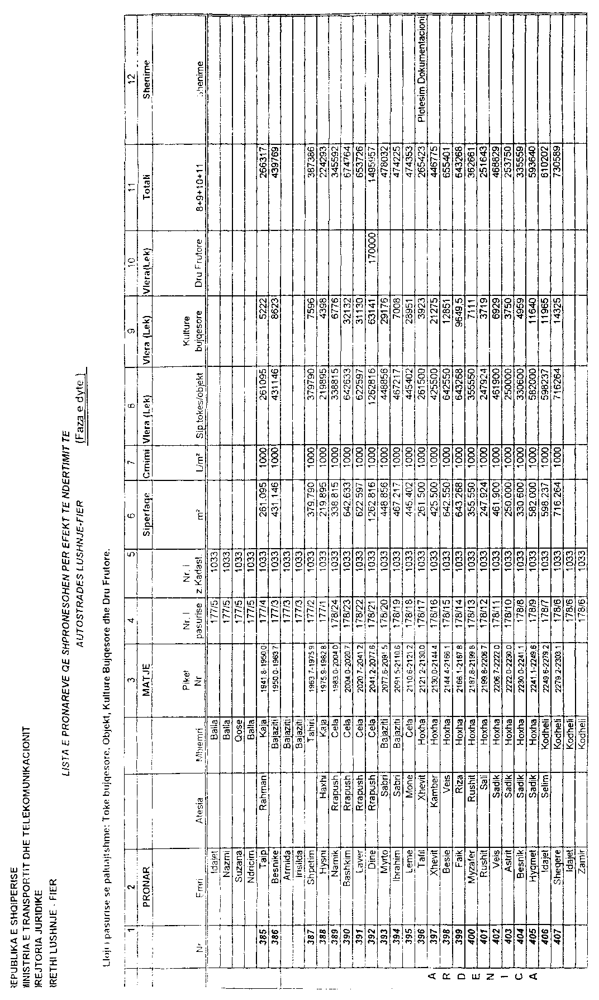 REPUBLIKA E SHQIPERISE
MINISTRIA E TRANSPORTIT DHE TELEKOMUNIKACIONIT
DREJTORIA JURIDIKE
RRETHI LUSHNJE - FIER
LISTA E PRONAREVE QE SHPRONESOHEN PER EFEKT TE NDERTIMIT TE
AUTOSTRADES LUSHNJE-FIER (Faza e dyte)
Lloji i pasurise se paluajtshme: Toke bujqesore, Objekt, Kulture Bujqesore dhe Dru Frutore.
1 2 3 4 5 6 7 8 9 10 11 12
PRONAR MATJE Siperfaqe Cmimi Vlera (Lek) Vlera (Lek) Vlera(Lek) Totali Shenime
Nr Emri Atesia Mbiemri Piket Nr Nr. I pasurise Nr. i z.Kadast. m² L/m² Sip.tokes/objekt Kulture bujqesore Dru Frutore 8+9+10+11 Shenime
Idajet Balla 177/5 1033
Nazmi Balla 177/5 1033
Suzana Qose 177/5 1033
Ndricim Balla 177/5 1033
385 Taip Rahman Kaja 1941.8-1950.0 177/4 1033 261.095 1000 261095 5222 266317
386 Besnike Bajaziti 1950.0-1963.7 177/3 1033 431.146 1000 431146 8623 439769
Armida Bajaziti 177/3 1033
Irisilda Bajaziti 177/3 1033
387 Shpetim Tahiri 1963.7-1975.9 177/2 1033 379.790 1000 379790 7596 387386
388 Hysni Haxhi Kaja 1975.9-1982.8 177/1 1033 219.895 1000 219895 4398 224293
389 Namik Rrapush Cela 1983.0-2004.0 178/24 1033 338.815 1000 338815 6776 345592
390 Bashkim Rrapush Cela 2004.0-2020.7 178/23 1033 642.633 1000 642633 32132 674764
391 Laver Rrapush Cela 2020.7-2041.2 178/22 1033 622.597 1000 622597 31130 653726
392 Dine Rrapush Cela 2041.2-2077.6 178/21 1033 1262.816 1000 1262816 63141 170000 1495957
393 Myrto Sabri Bajaziti 2077.6-2091.5 178/20 1033 448.856 1000 448856 29176 478032
394 Ibrahim Sabri Bajaziti 2091.5-2110.6 178/19 1033 467.217 1000 467217 7008 474225
395 Leme Mone Cela 2110.6-2121.2 178/18 1033 445.402 1000 445402 28951 474353
396 Tafil Xhevit Hoxha 2121.2-2130.0 178/17 1033 261.500 1000 261500 3923 265423 Plotesim Dokumentacioni
A 397 Xhevit Kamber Hoxha 2130.0-2144.4 178/16 1033 425.500 1000 425500 21275 446775
R 398 Besie Veis Hoxha 2144.4-2166.1 178/15 1033 642.550 1000 642550 12851 655401
D 399 Faik Riza Hoxha 2166.1-2187.8 178/14 1033 643.268 1000 643268 9649,5 643268
E 400 Myzafer Rushit Hoxha 2187.8-2199.8 178/13 1033 355.550 1000 355550 7111 362661
N 401 Rushit Sali Hoxha 2199.8-2206.7 178/12 1033 247.924 1000 247924 3719 251643
I 402 Veis Sadik Hoxha 2206.7-2222.0 178/11 1033 461.900 1000 461900 6929 468829
C 403 Astrit Sadik Hoxha 2222.0-2230.0 178/10 1033 250.000 1000 250000 3750 253750
A 404 Besnik Sadik Hoxha 2230.0-2241.1 178/8 1033 330.600 1000 330600 4959 335559
405 Hyqmet Sadik Hoxha 2241.1-2249.6 178/9 1033 582.000 1000 582000 11640 593640
406 Idajet Selim Kodheli 2249.6-2279.2 178/7 1033 598.237 1000 598237 11965 610202
407 Sheqere Kodheli 2279.2-2303.1 178/6 1033 716.264 1000 716264 14325 730589
Idajet Kodheli 178/6 1033
Zamir Kodheli 178/6 1033